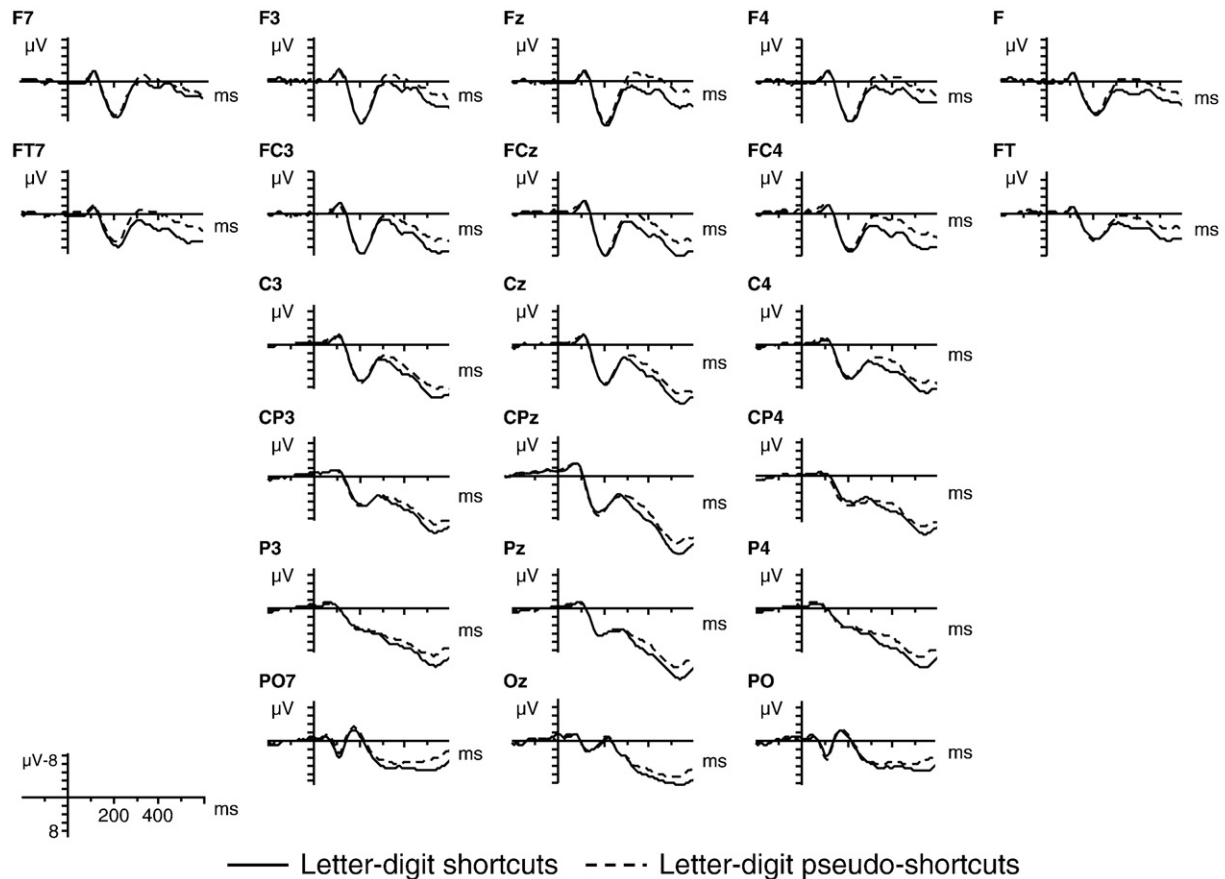 F7 F3 Fz F4 F
µV µV µV µV µV
ms ms ms ms ms
FT7 FC3 FCz FC4 FT
µV µV µV µV µV
ms ms ms ms ms
C3 Cz C4
µV µV µV
ms ms ms
CP3 CPz CP4
µV µV µV
ms ms ms
P3 Pz P4
µV µV µV
ms ms ms
PO7 Oz PO
µV µV µV
ms ms ms
µV-8
200 400 ms
8
Letter-digit shortcuts Letter-digit pseudo-shortcuts